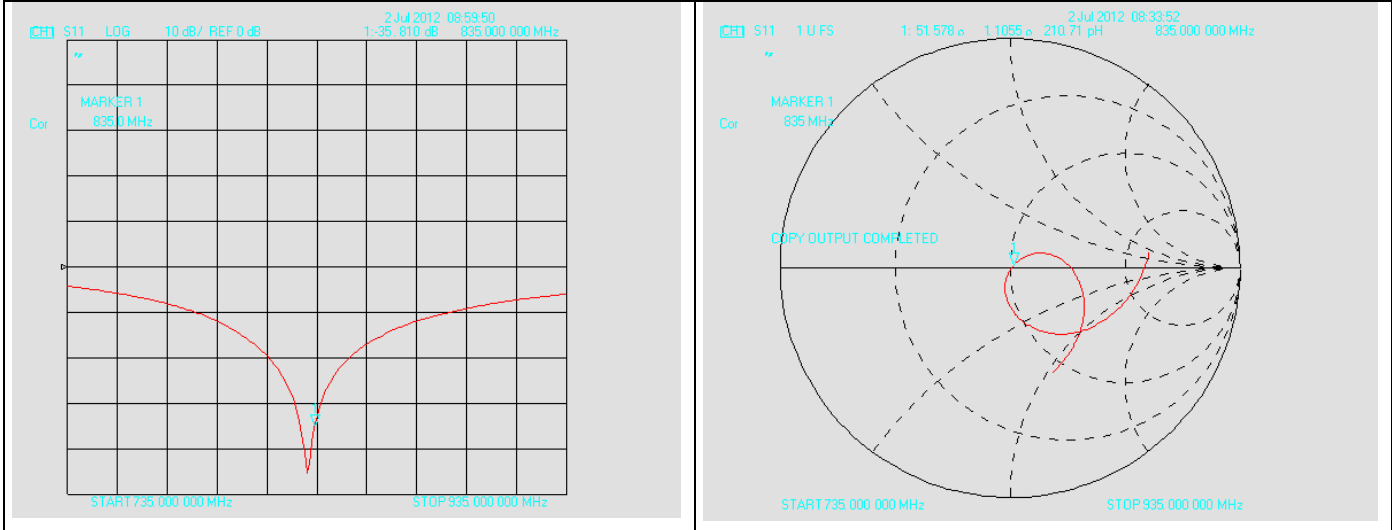 2 Jul 2012 08:59:50
CH1 S11 LOG 10 dB/ REF 0 dB 1:-35.810 dB 835.000 000 MHz
MARKER 1
835.0 MHz
Cor
1
START 735.000 000 MHz STOP 935.000 000 MHz
2 Jul 2012 08:33:52
CH1 S11 1 U FS 1: 51.578 Ω 1.1055 Ω 210.71 pH 835.000 000 MHz
MARKER 1
835 MHz
Cor
COPY OUTPUT COMPLETED
1
START 735.000 000 MHz STOP 935.000 000 MHz